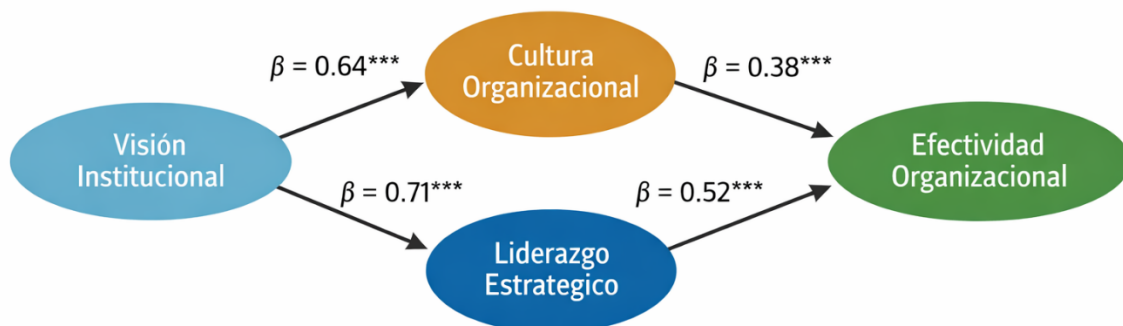 β = 0.64***
Cultura
Organizacional
β = 0.38***
Visión
Institucional
Efectividad
Organizacional
β = 0.71***
β = 0.52***
Liderazgo
Estrategico